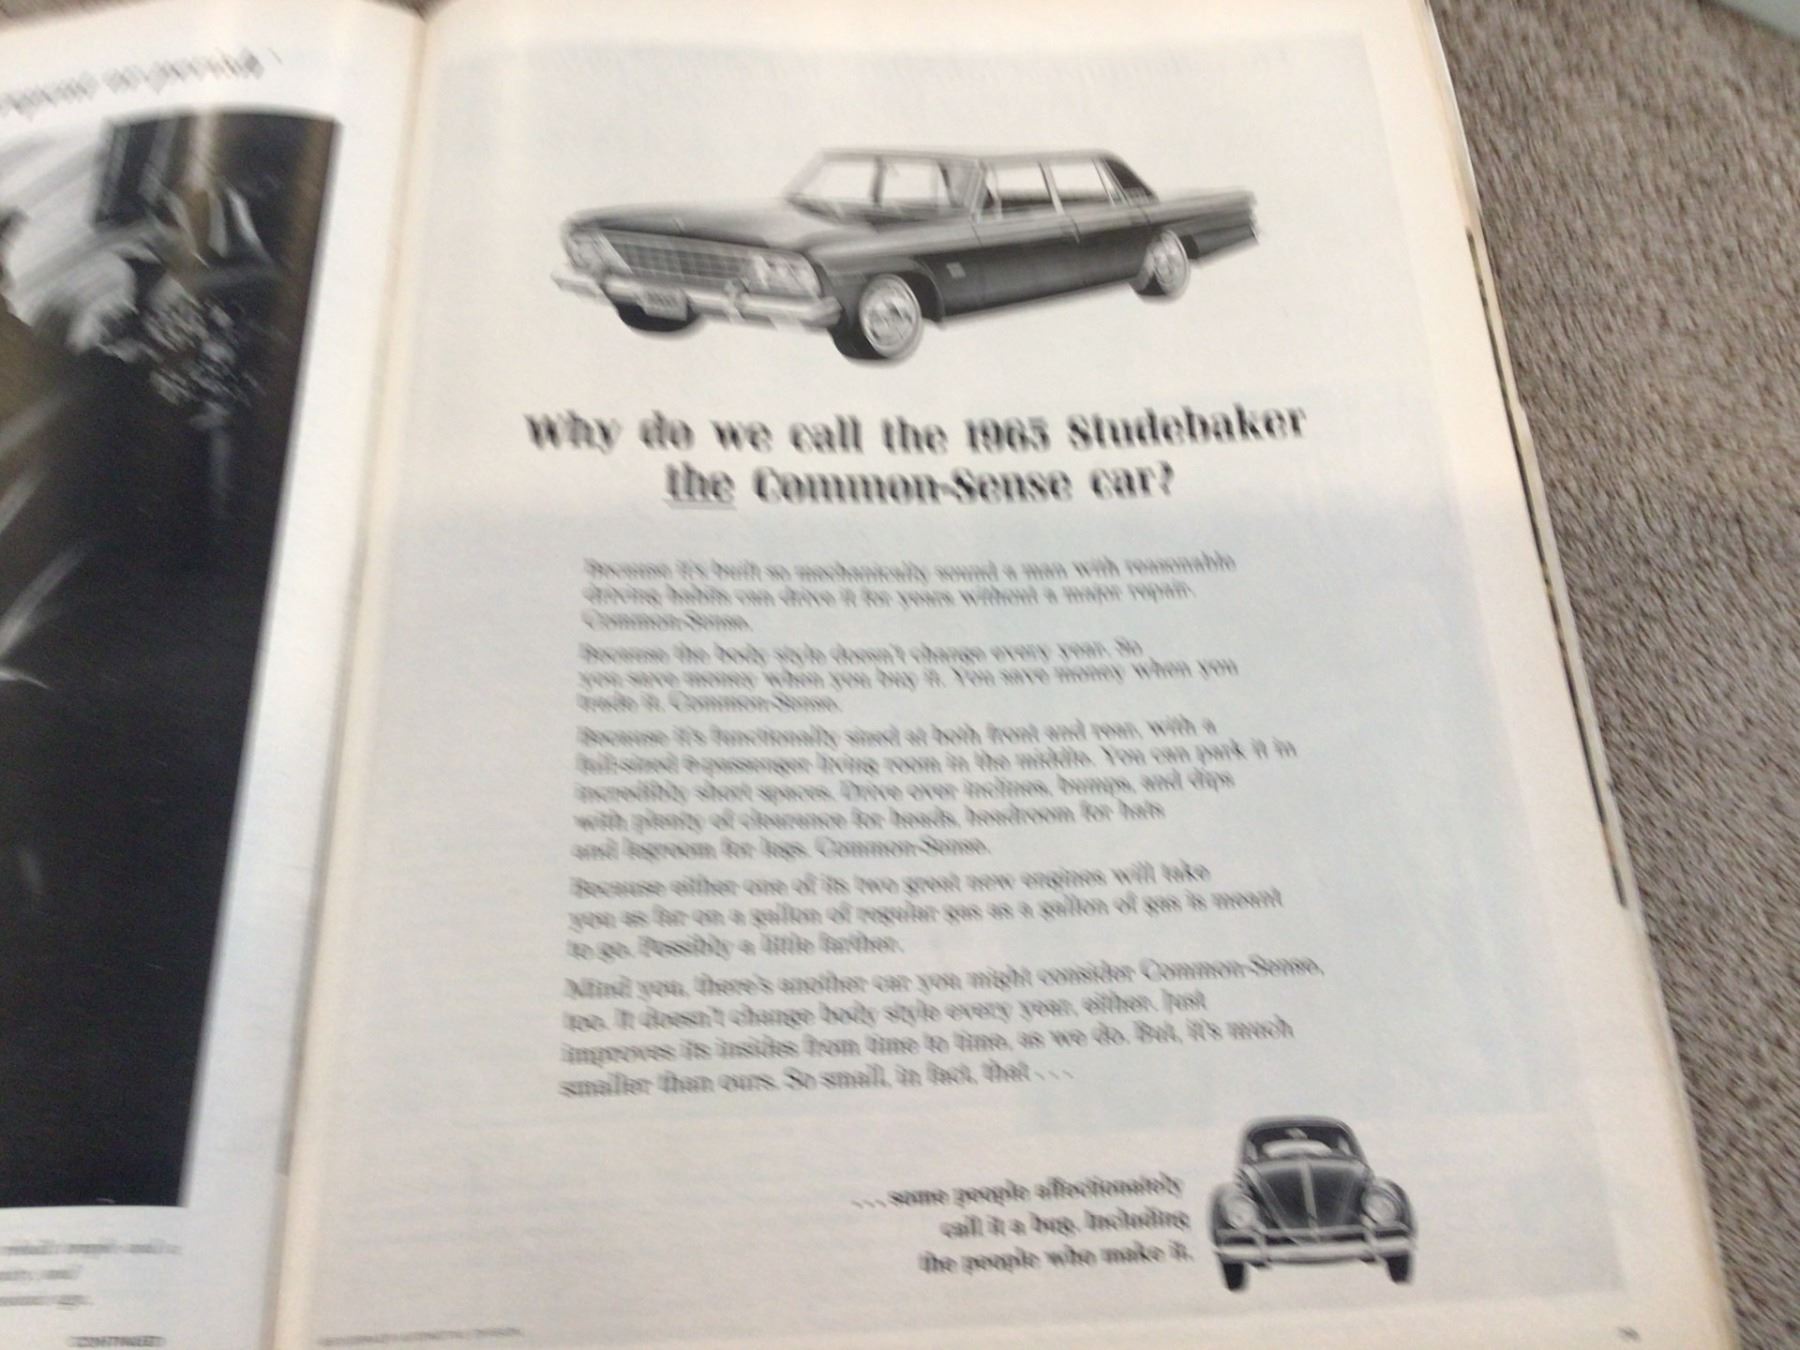 Why do we call the 1965 Studebaker
the Common-Sense car?
Because it's built so mechanically sound a man with reasonable
driving habits can drive it for years without a major repair.
Common-Sense.
Because the body style doesn't change every year. So
you save money when you buy it. You save money when you
trade it. Common-Sense.
Because it's functionally sized at both front and rear, with a
full-sized 6-passenger living room in the middle. You can park it in
incredibly short spaces. Drive over inclines, bumps, and dips
with plenty of clearance for heads, headroom for hats
and legroom for legs. Common-Sense.
Because either one of its two great new engines will take
you as far on a gallon of regular gas as a gallon of gas is meant
to go. Possibly a little farther.
Mind you, there's another car you might consider Common-Sense,
too. It doesn't change body style every year, either. Just
improves its insides from time to time, as we do. But, it's much
smaller than ours. So small, in fact, that . . .
. . . some people affectionately
call it a bug. Including
the people who make it.
CONTINUED